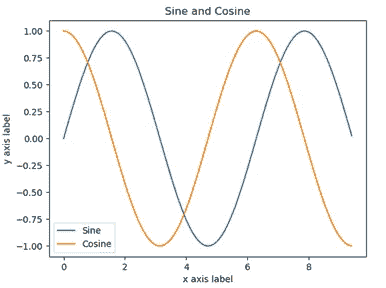 Sine and Cosine
y axis label
1.00
0.75
0.50
0.25
0.00
−0.25
−0.50
−0.75
−1.00
Sine
Cosine
0 2 4 6 8
x axis label